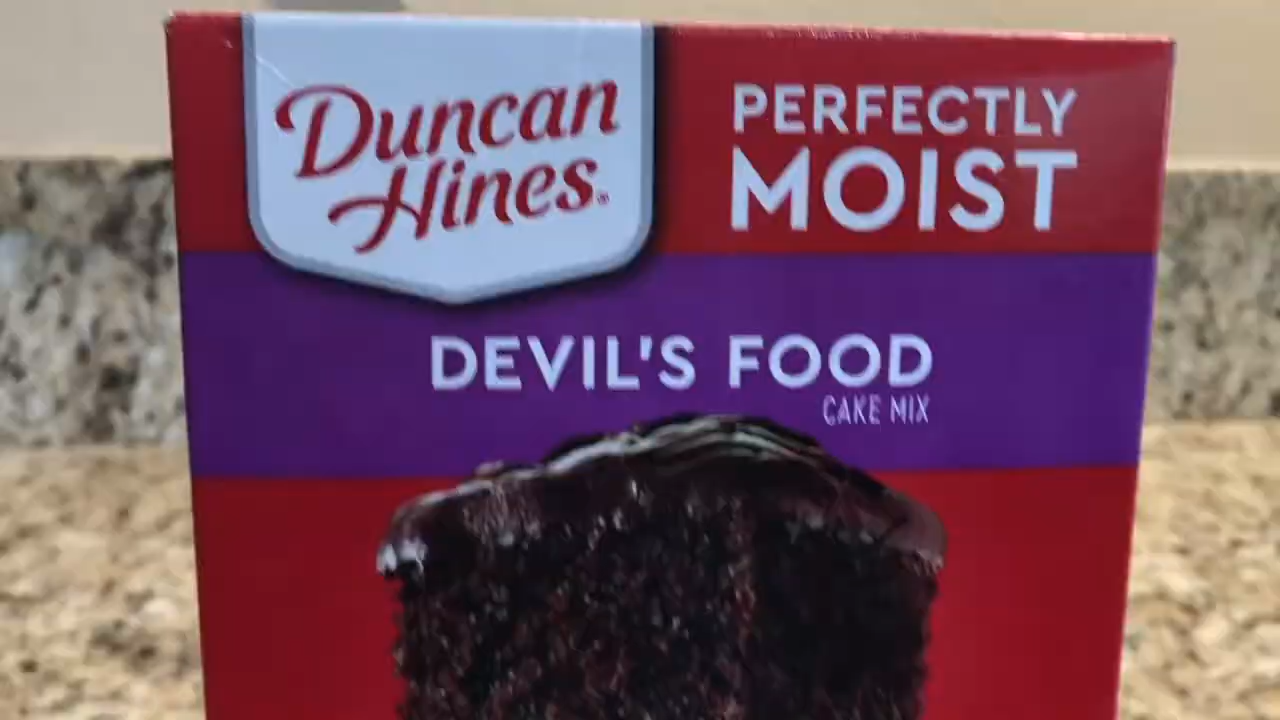 Duncan
Hines®
PERFECTLY
MOIST
DEVIL'S FOOD
CAKE MIX